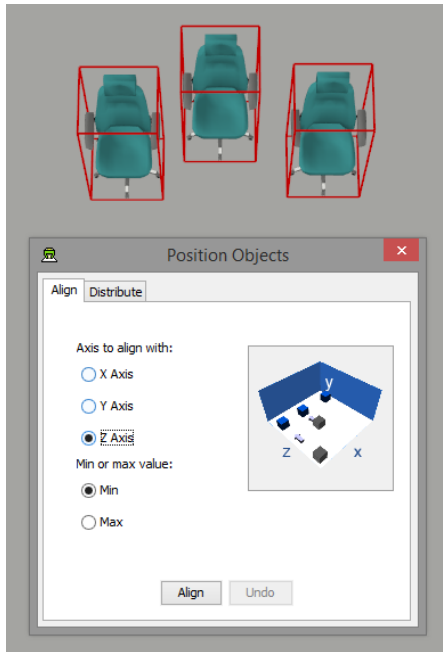 Position Objects
Align
Distribute
Axis to align with:
X Axis
Y Axis
Z Axis
Min or max value:
Min
Max
y
z
x
Align
Undo